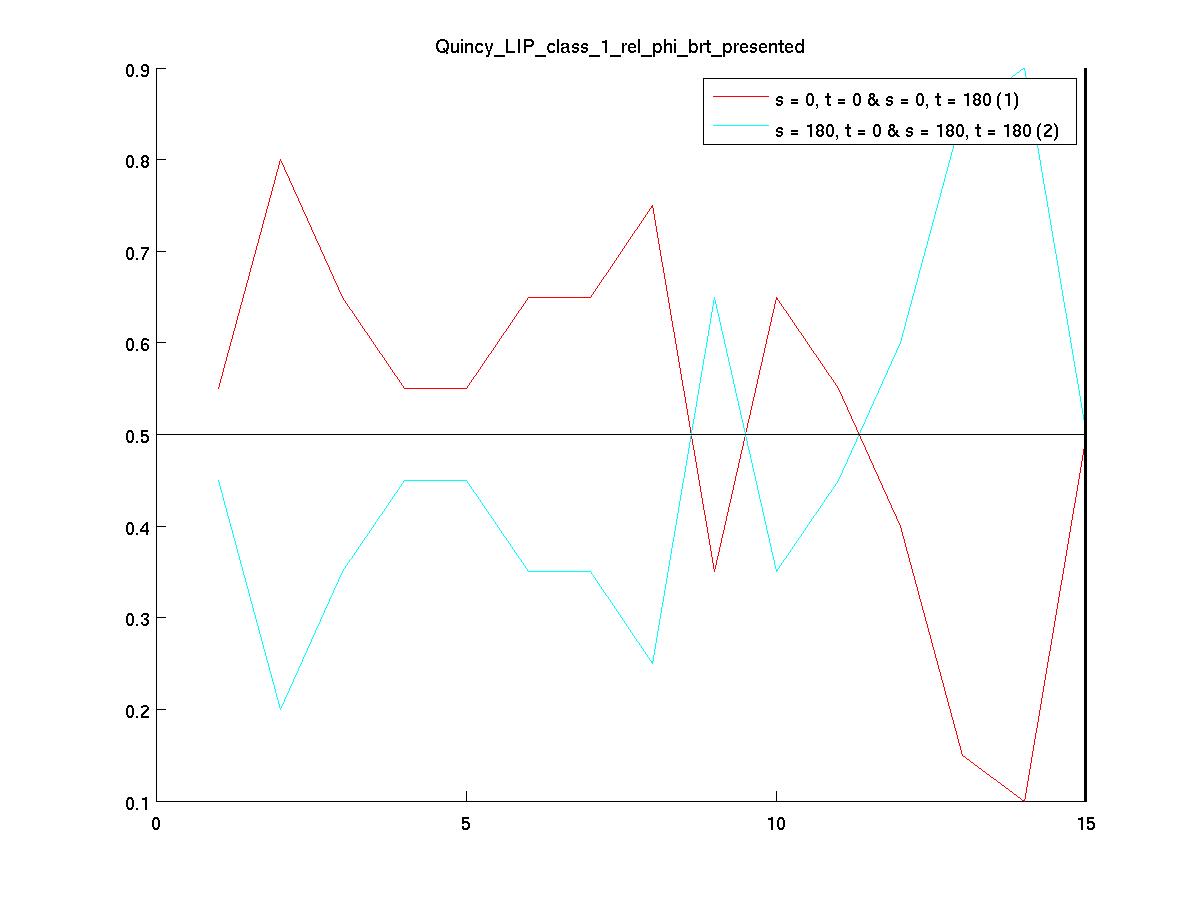 Quincy_LIP_class_1_rel_phi_brt_presented
s = 0, t = 0 & s = 0, t = 180 (1)
s = 180, t = 0 & s = 180, t = 180 (2)
0.9
0.8
0.7
0.6
0.5
0.4
0.3
0.2
0.1
0 5 10 15